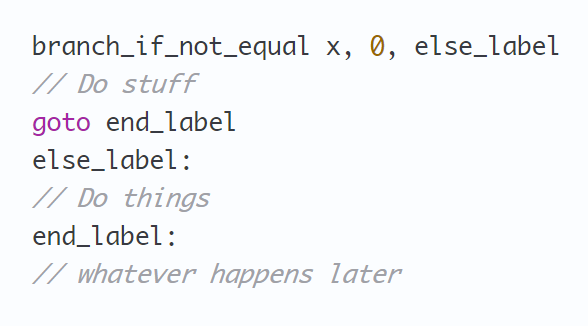 branch_if_not_equal x, 0, else_label
// Do stuff
goto end_label
else_label:
// Do things
end_label:
// whatever happens later